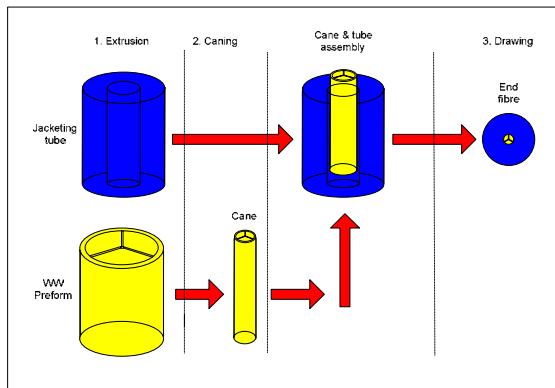 1. Extrusion
2. Caning
Cane & tube
assembly
3. Drawing
Jacketing
tube
End
fibre
Cane
WW
Preform